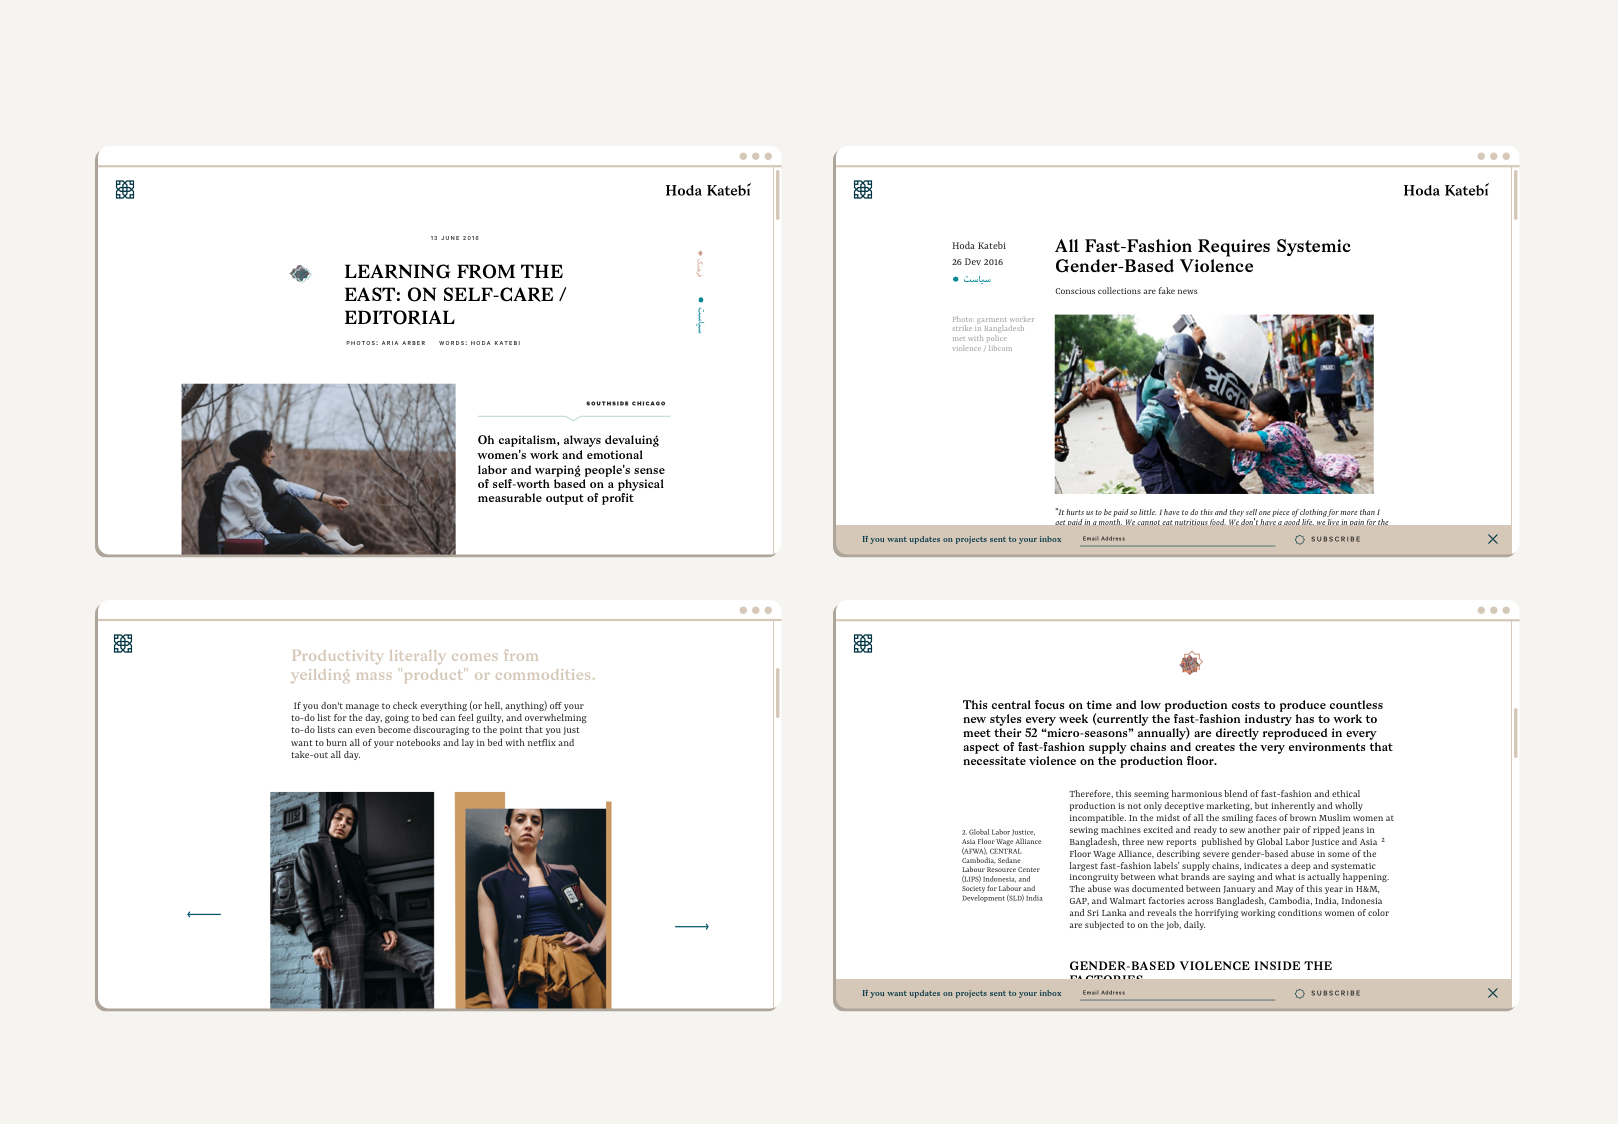 Hoda Katebí
13 JUNE 2016
LEARNING FROM THE
EAST: ON SELF-CARE /
EDITORIAL
PHOTOS: ARIA ARBER WORDS: HODA KATEBI
فرهنگ
سیاست
SOUTHSIDE CHICAGO
Oh capitalism, always devaluing
women's work and emotional
labor and warping people's sense
of self-worth based on a physical
measurable output of profit
Hoda Katebí
Hoda Katebi
26 Dev 2016
سیاست
Photo: garment worker
strike in Bangladesh
met with police
violence / libcom
All Fast-Fashion Requires Systemic
Gender-Based Violence
Conscious collections are fake news
পুলিশ
POLICE
"It hurts us to be paid so little. I have to do this and they sell one piece of clothing for more than I
get paid in a month. We cannot eat nutritious food. We don't have a good life, we live in pain for the
If you want updates on projects sent to your inbox
Email Address
SUBSCRIBE
Productivity literally comes from
yeilding mass "product" or commodities.
If you don't manage to check everything (or hell, anything) off your
to-do list for the day, going to bed can feel guilty, and overwhelming
to-do lists can even become discouraging to the point that you just
want to burn all of your notebooks and lay in bed with netflix and
take-out all day.
This central focus on time and low production costs to produce countless
new styles every week (currently the fast-fashion industry has to work to
meet their 52 “micro-seasons” annually) are directly reproduced in every
aspect of fast-fashion supply chains and creates the very environments that
necessitate violence on the production floor.
2. Global Labor Justice,
Asia Floor Wage Alliance
(AFWA), CENTRAL
Cambodia, Sedane
Labour Resource Center
(LIPS) Indonesia, and
Society for Labour and
Development (SLD) India
Therefore, this seeming harmonious blend of fast-fashion and ethical
production is not only deceptive marketing, but inherently and wholly
incompatible. In the midst of all the smiling faces of brown Muslim women at
sewing machines excited and ready to sew another pair of ripped jeans in
Bangladesh, three new reports published by Global Labor Justice and Asia 2
Floor Wage Alliance, describing severe gender-based abuse in some of the
largest fast-fashion labels' supply chains, indicates a deep and systematic
incongruity between what brands are saying and what is actually happening.
The abuse was documented between January and May of this year in H&M,
GAP, and Walmart factories across Bangladesh, Cambodia, India, Indonesia
and Sri Lanka and reveals the horrifying working conditions women of color
are subjected to on the job, daily.
GENDER-BASED VIOLENCE INSIDE THE
FACTORIES
If you want updates on projects sent to your inbox
Email Address
SUBSCRIBE